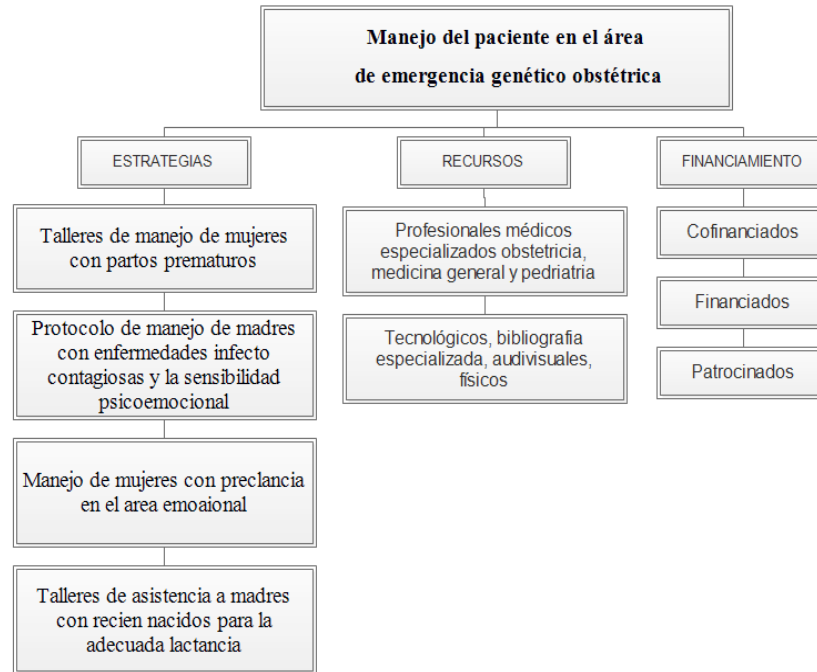 Manejo del paciente en el área
de emergencia genético obstétrica
ESTRATEGIAS
Talleres de manejo de mujeres
con partos prematuros
Protocolo de manejo de madres
con enfermedades infecto
contagiosas y la sensibilidad
psicoemocional
Manejo de mujeres con preclancia
en el area emoaional
Talleres de asistencia a madres
con recien nacidos para la
adecuada lactancia
RECURSOS
Profesionales médicos
especializados obstetricia,
medicina general y pedriatria
Tecnológicos, bibliografia
especializada, audivisuales,
físicos
FINANCIAMIENTO
Cofinanciados
Financiados
Patrocinados